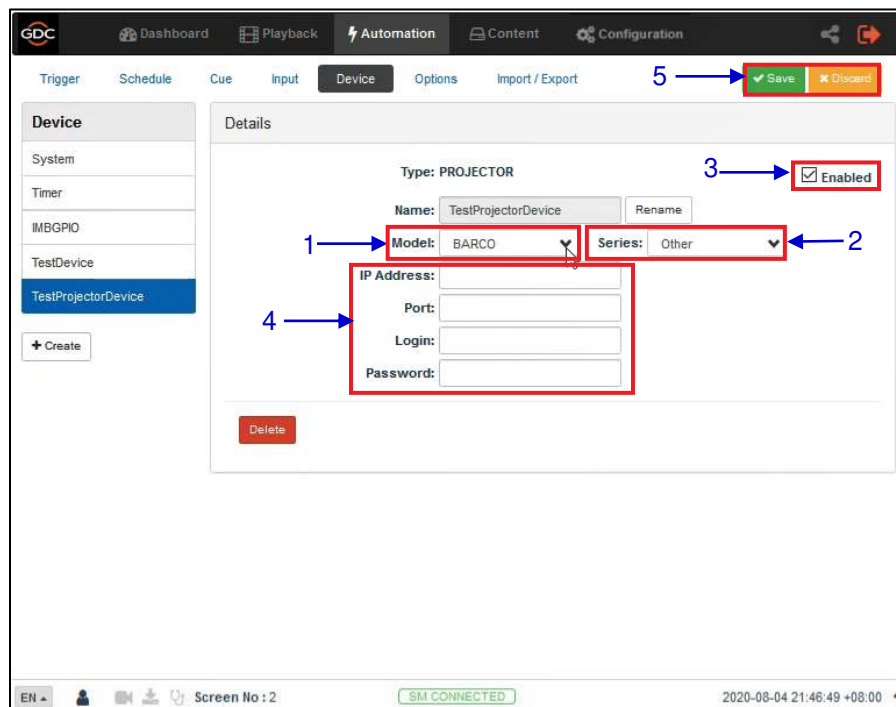 GDC Dashboard Playback Automation Content Configuration
Trigger Schedule Cue Input Device Options Import / Export 5 Save Discard
Device
System
Timer
IMBGPIO
TestDevice
TestProjectorDevice
+ Create
Details
Type: PROJECTOR
3 Enabled
Name: TestProjectorDevice Rename
1 Model: BARCO Series: Other 2
4
IP Address:
Port:
Login:
Password:
Delete
EN Screen No : 2 SM CONNECTED 2020-08-04 21:46:49 +08:00